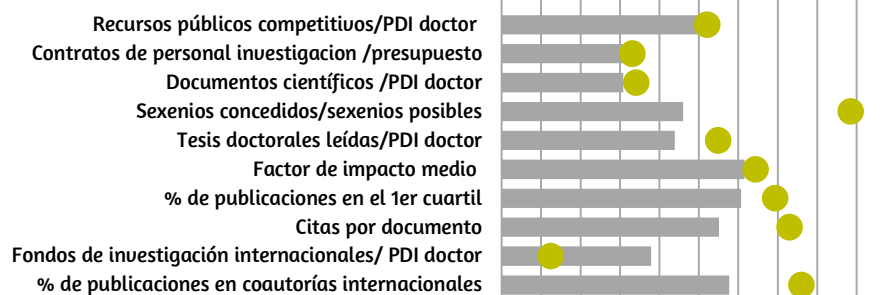 Recursos públicos competitivos/PDI doctor
Contratos de personal investigacion /presupuesto
Documentos científicos /PDI doctor
Sexenios concedidos/sexenios posibles
Tesis doctorales leídas/PDI doctor
Factor de impacto medio
% de publicaciones en el 1er cuartil
Citas por documento
Fondos de investigación internacionales/ PDI doctor
% de publicaciones en coautorías internacionales